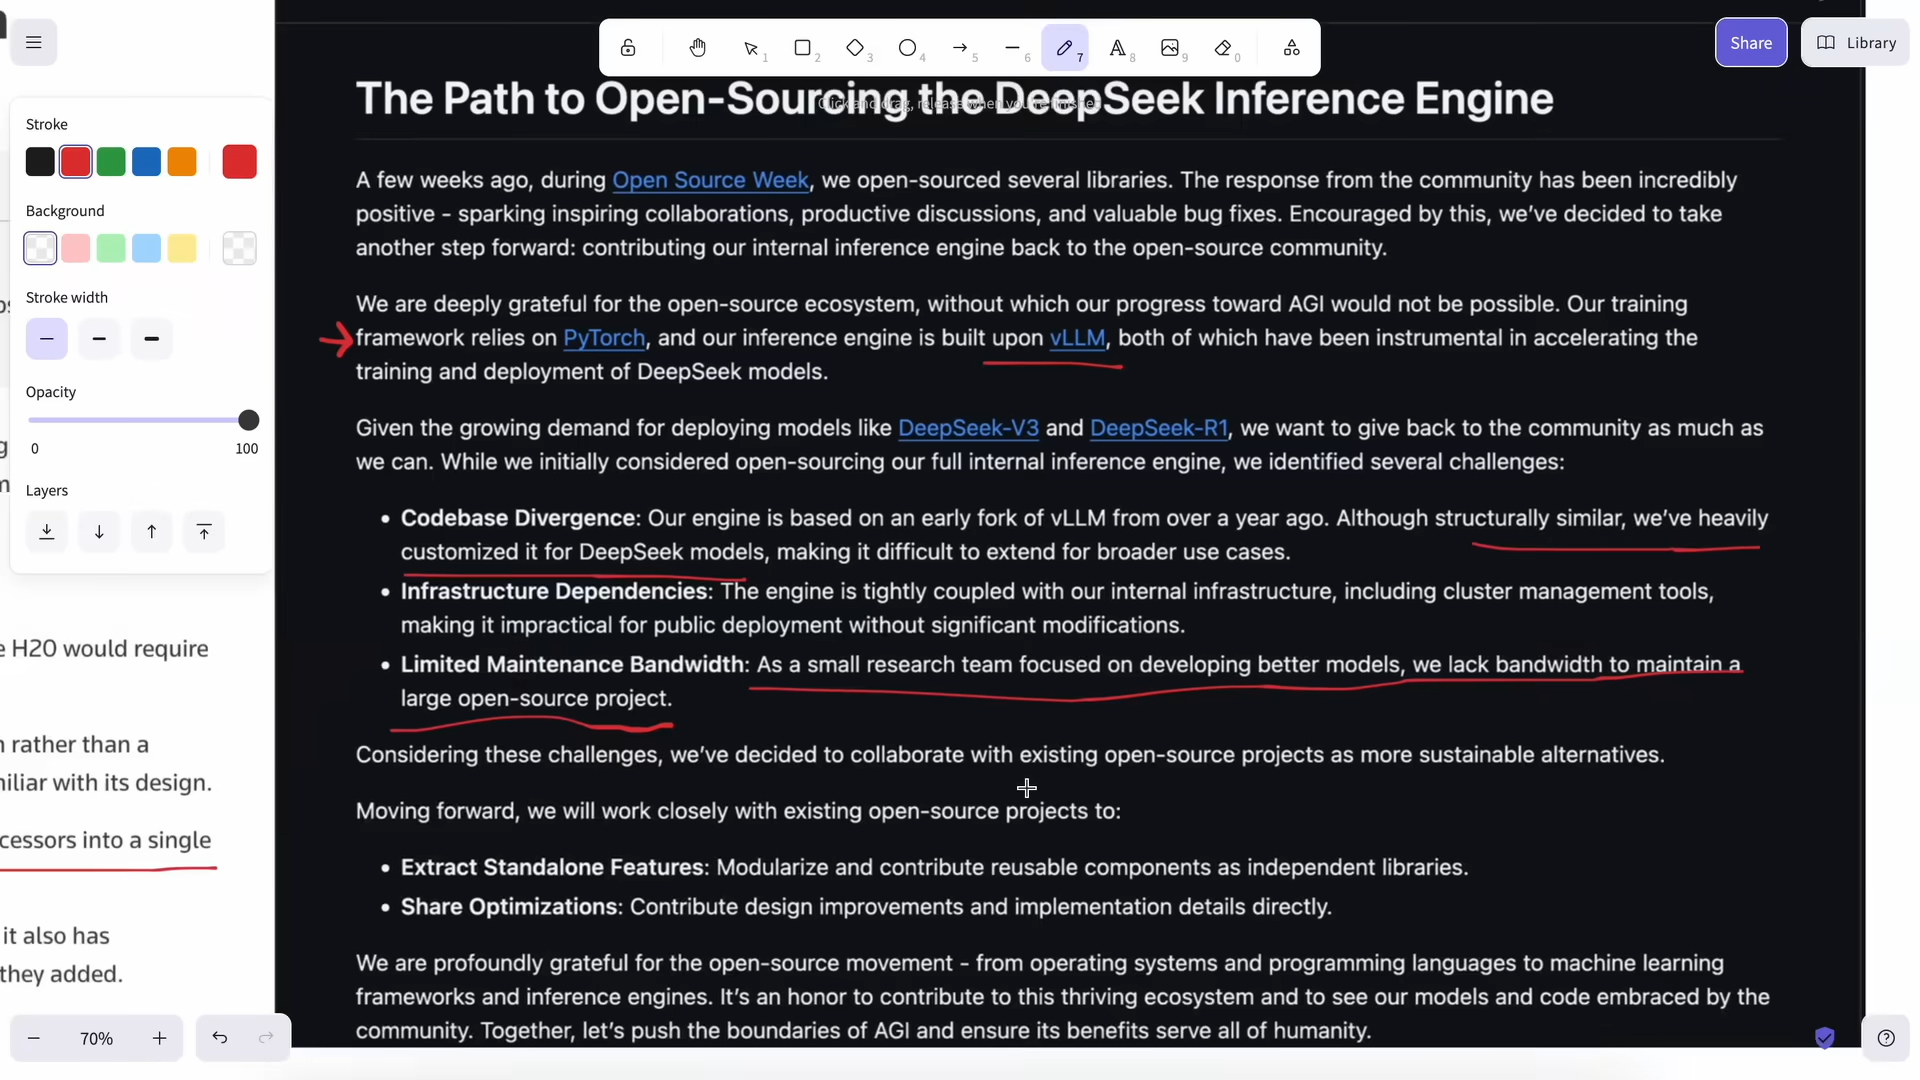 1
2
3
4
5
6
7
8
9
0
Share
Library
Click and drag, release when you're finished
Stroke
Background
Stroke width
Opacity
0
100
Layers
e H20 would require
n rather than a
miliar with its design.
cessors into a single
it also has
they added.
70%
The Path to Open-Sourcing the DeepSeek Inference Engine
A few weeks ago, during Open Source Week, we open-sourced several libraries. The response from the community has been incredibly
positive - sparking inspiring collaborations, productive discussions, and valuable bug fixes. Encouraged by this, we've decided to take
another step forward: contributing our internal inference engine back to the open-source community.
We are deeply grateful for the open-source ecosystem, without which our progress toward AGI would not be possible. Our training
framework relies on PyTorch, and our inference engine is built upon vLLM, both of which have been instrumental in accelerating the
training and deployment of DeepSeek models.
Given the growing demand for deploying models like DeepSeek-V3 and DeepSeek-R1, we want to give back to the community as much as
we can. While we initially considered open-sourcing our full internal inference engine, we identified several challenges:
• Codebase Divergence: Our engine is based on an early fork of vLLM from over a year ago. Although structurally similar, we've heavily
customized it for DeepSeek models, making it difficult to extend for broader use cases.
• Infrastructure Dependencies: The engine is tightly coupled with our internal infrastructure, including cluster management tools,
making it impractical for public deployment without significant modifications.
• Limited Maintenance Bandwidth: As a small research team focused on developing better models, we lack bandwidth to maintain a
large open-source project.
Considering these challenges, we've decided to collaborate with existing open-source projects as more sustainable alternatives.
Moving forward, we will work closely with existing open-source projects to:
• Extract Standalone Features: Modularize and contribute reusable components as independent libraries.
• Share Optimizations: Contribute design improvements and implementation details directly.
We are profoundly grateful for the open-source movement - from operating systems and programming languages to machine learning
frameworks and inference engines. It's an honor to contribute to this thriving ecosystem and to see our models and code embraced by the
community. Together, let's push the boundaries of AGI and ensure its benefits serve all of humanity.